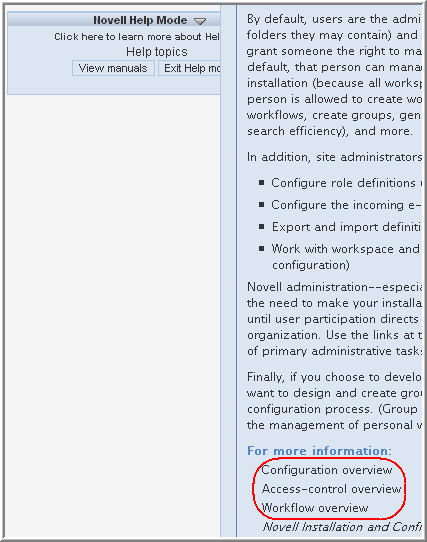 Novell Help Mode
Click here to learn more about Hel
Help topics
View manuals
Exit Help mo
By default, users are the admi
folders they may contain) and
grant someone the right to ma
default, that person can mana
installation (because all worksp
person is allowed to create wo
workflows, create groups, gen
search efficiency), and more.
In addition, site administrators
Configure role definitions
Configure the incoming e-
Export and import definiti
Work with workspace and
configuration)
Novell administration--especia
the need to make your installa
until user participation directs
organization. Use the links at t
of primary administrative task
Finally, if you choose to develo
want to design and create grou
configuration process. (Group
the management of personal w
For more information:
Configuration overview
Access-control overview
Workflow overview
Novell Installation and Confi